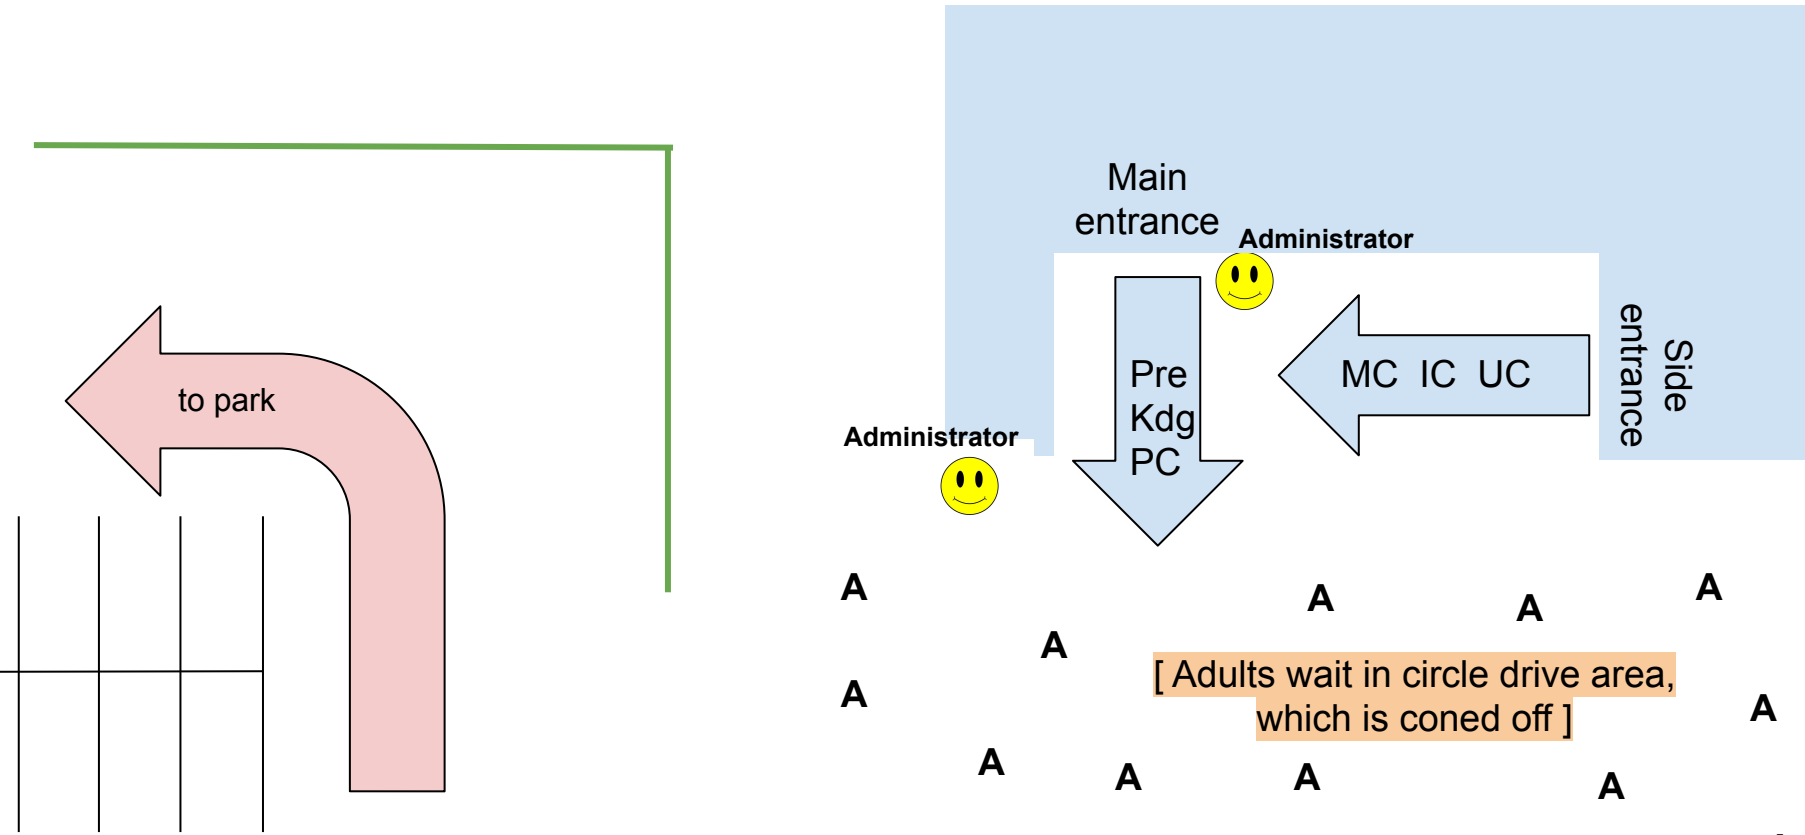 Main
entrance
Administrator
to park
Pre
Kdg
PC
MC IC UC
Side
entrance
Administrator
A
A
A
A
A
[ Adults wait in circle drive area,
which is coned off ]
A
A
A
A
A
A